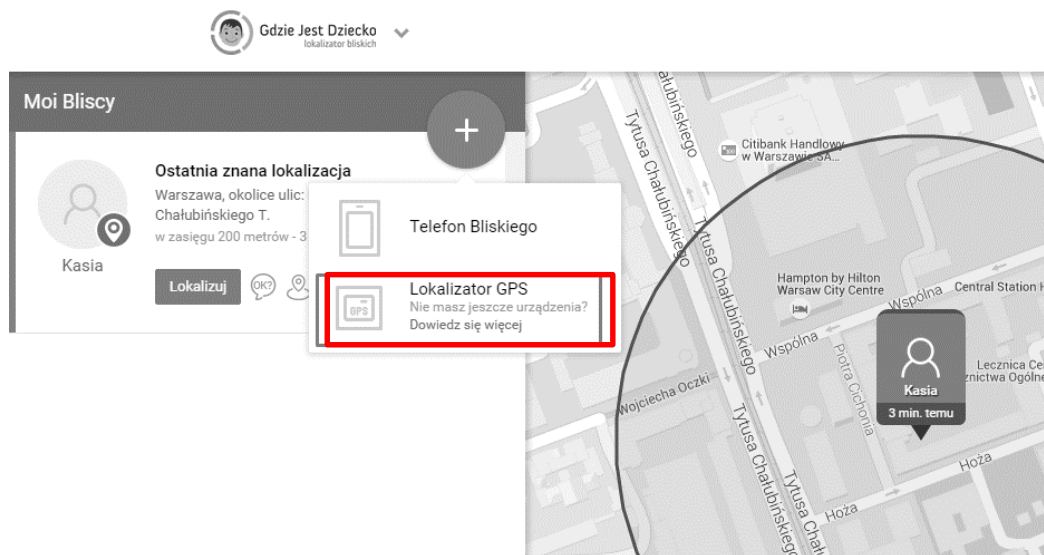 Gdzie Jest Dziecko
lokalizator bliskich
Moi Bliscy
+
Ostatnia znana lokalizacja
Warszawa, okolice ulic:
Chałubińskiego T.
w zasięgu 200 metrów - 3
Kasia
Lokalizuj
OK?
Telefon Bliskiego
GPS
Lokalizator GPS
Nie masz jeszcze urządzenia?
Dowiedz się więcej
Tytusa Chałubińskiego
Citibank Handlowy
w Warszawie SA...
Tytusa Chałubińskiego
Hampton by Hilton
Warsaw City Centre
Wspólna
Central Station H
Wspólna
Piotra Cichonia
Lecznica Ce
znictwa Ogólne
Kasia
3 min. temu
Wojciecha Oczki
Tytusa Chałubińskiego
Hoża
Tytusa Chału
Hoża